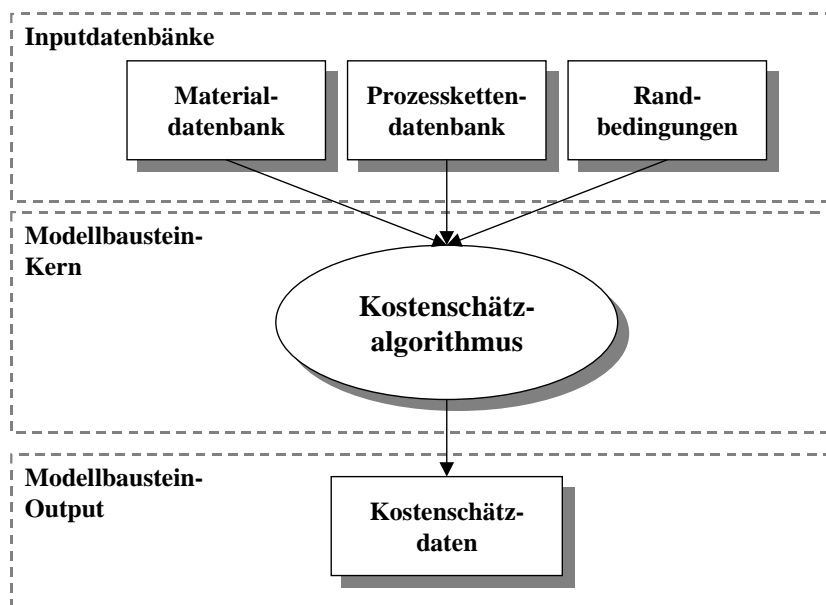 Inputdatenbänke
Material-
datenbank
Prozessketten-
datenbank
Rand-
bedingungen
Modellbaustein-
Kern
Kostenschätz-
algorithmus
Modellbaustein-
Output
Kostenschätz-
daten